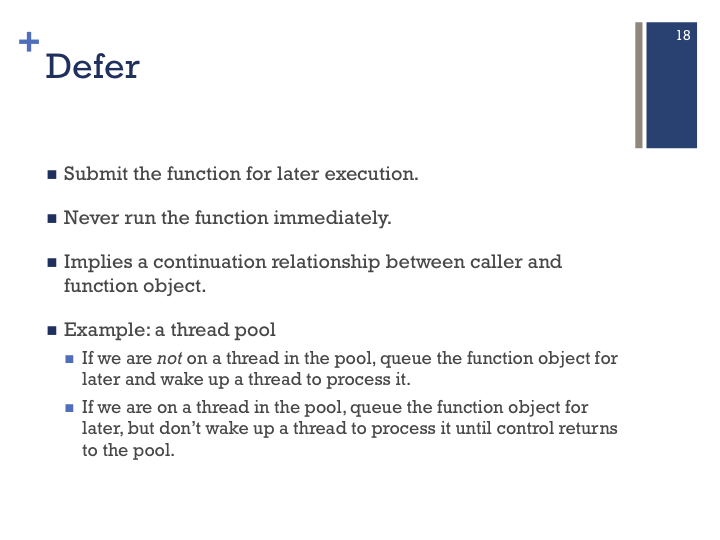 18
+
Defer
■ Submit the function for later execution.
■ Never run the function immediately.
■ Implies a continuation relationship between caller and
function object.
■ Example: a thread pool
■ If we are not on a thread in the pool, queue the function object for
later and wake up a thread to process it.
■ If we are on a thread in the pool, queue the function object for
later, but don't wake up a thread to process it until control returns
to the pool.